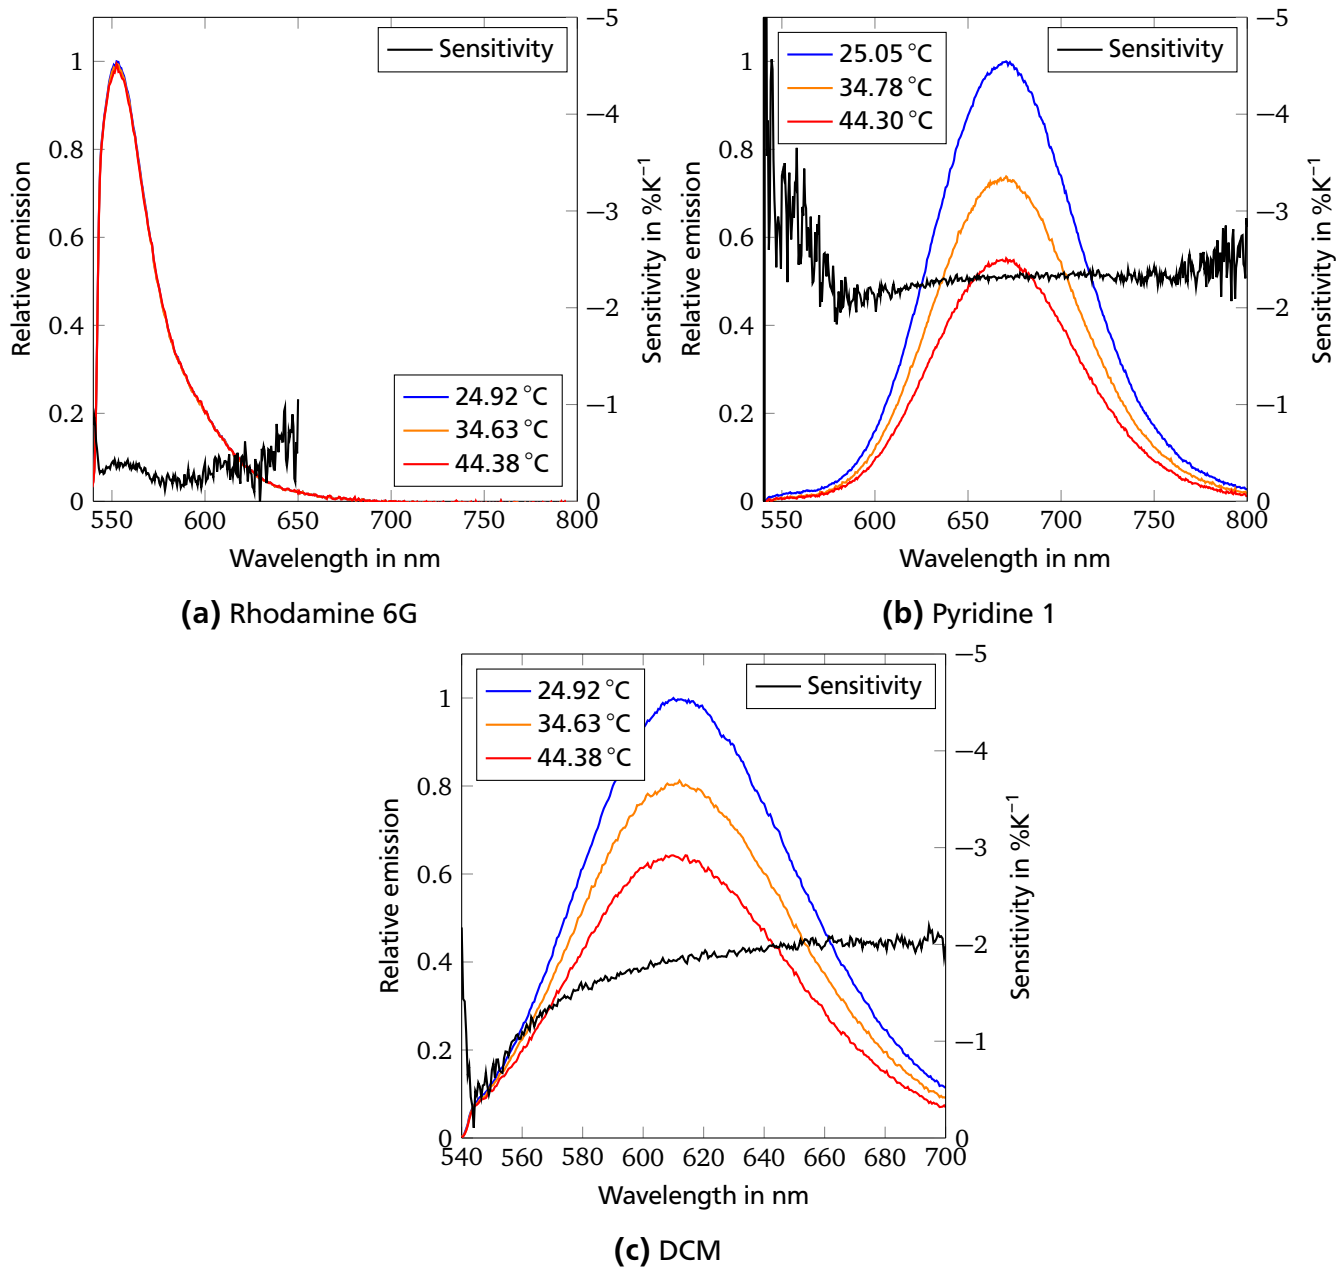 Sensitivity
24.92 °C
34.63 °C
44.38 °C
0
0.2
0.4
0.6
0.8
1
Relative emission
−5
−4
−3
−2
−1
0
Sensitivity in %K⁻¹
550 600 650 700 750 800
Wavelength in nm
(a) Rhodamine 6G
25.05 °C
34.78 °C
44.30 °C
Sensitivity
0
0.2
0.4
0.6
0.8
1
Relative emission
−5
−4
−3
−2
−1
0
Sensitivity in %K⁻¹
550 600 650 700 750 800
Wavelength in nm
(b) Pyridine 1
24.92 °C
34.63 °C
44.38 °C
Sensitivity
0
0.2
0.4
0.6
0.8
1
Relative emission
−5
−4
−3
−2
−1
0
Sensitivity in %K⁻¹
540 560 580 600 620 640 660 680 700
Wavelength in nm
(c) DCM